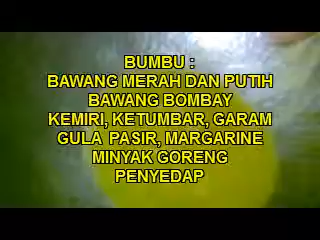 BUMBU :
BAWANG MERAH DAN PUTIH
BAWANG BOMBAY
KEMIRI, KETUMBAR, GARAM
GULA PASIR, MARGARINE
MINYAK GORENG
PENYEDAP